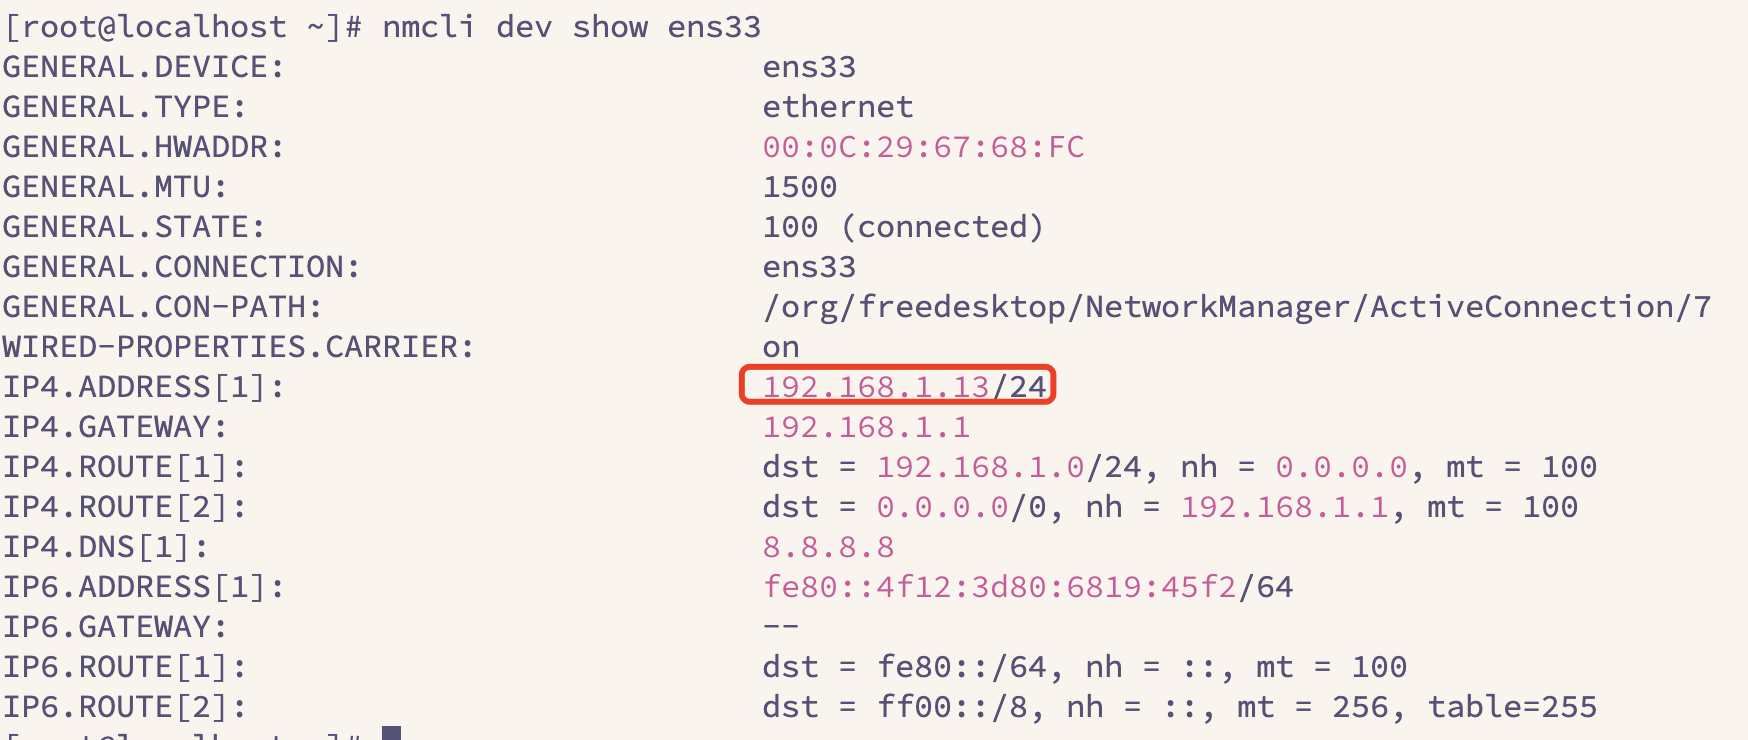 [root@localhost ~]# nmcli dev show ens33
GENERAL.DEVICE: ens33
GENERAL.TYPE: ethernet
GENERAL.HWADDR: 00:0C:29:67:68:FC
GENERAL.MTU: 1500
GENERAL.STATE: 100 (connected)
GENERAL.CONNECTION: ens33
GENERAL.CON-PATH: /org/freedesktop/NetworkManager/ActiveConnection/7
WIRED-PROPERTIES.CARRIER: on
IP4.ADDRESS[1]: 192.168.1.13/24
IP4.GATEWAY: 192.168.1.1
IP4.ROUTE[1]: dst = 192.168.1.0/24, nh = 0.0.0.0, mt = 100
IP4.ROUTE[2]: dst = 0.0.0.0/0, nh = 192.168.1.1, mt = 100
IP4.DNS[1]: 8.8.8.8
IP6.ADDRESS[1]: fe80::4f12:3d80:6819:45f2/64
IP6.GATEWAY: --
IP6.ROUTE[1]: dst = fe80::/64, nh = ::, mt = 100
IP6.ROUTE[2]: dst = ff00::/8, nh = ::, mt = 256, table=255